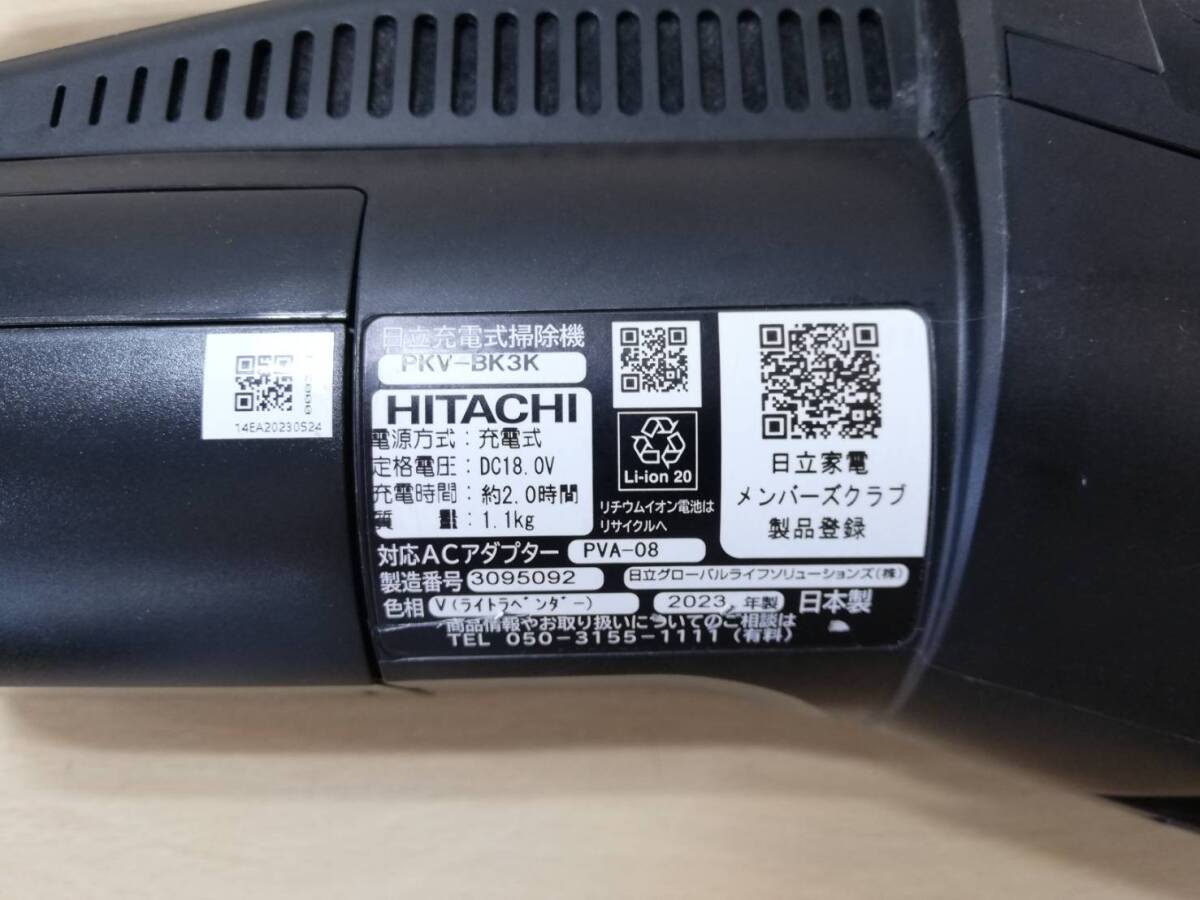 日立充電式掃除機
PKV-BK3K
HITACHI
電源方式：充電式
定格電圧：DC18.0V
充電時間：約2.0時間
質 量：1.1kg
Li-ion 20
リチウムイオン電池は
リサイクルへ
日立家電
メンバーズクラブ
製品登録
対応ACアダプター PVA-08
製造番号 3095092 日立グローバルライフソリューションズ(株)
色相 V(ライトラベンダー) 2023 年製 日本製
商品情報やお取り扱いについてのご相談は
TEL 050-3155-1111 (有料)
14EA20230524